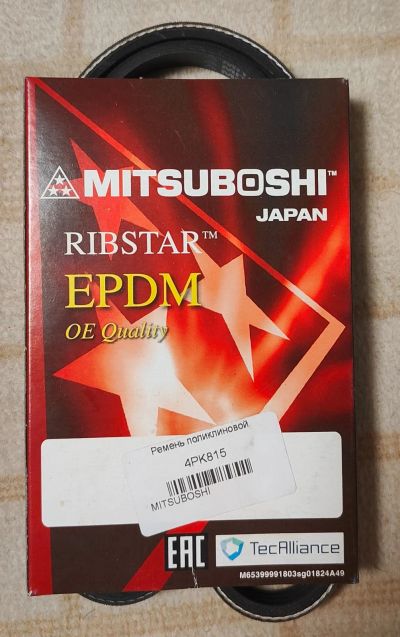 MITSUBOSHI™
JAPAN
RIBSTAR™
EPDM
OE Quality
Ремень поликлиновой
4PK815
MITSUBOSHI
EAC
TecAlliance
M65399991803sg01824A49